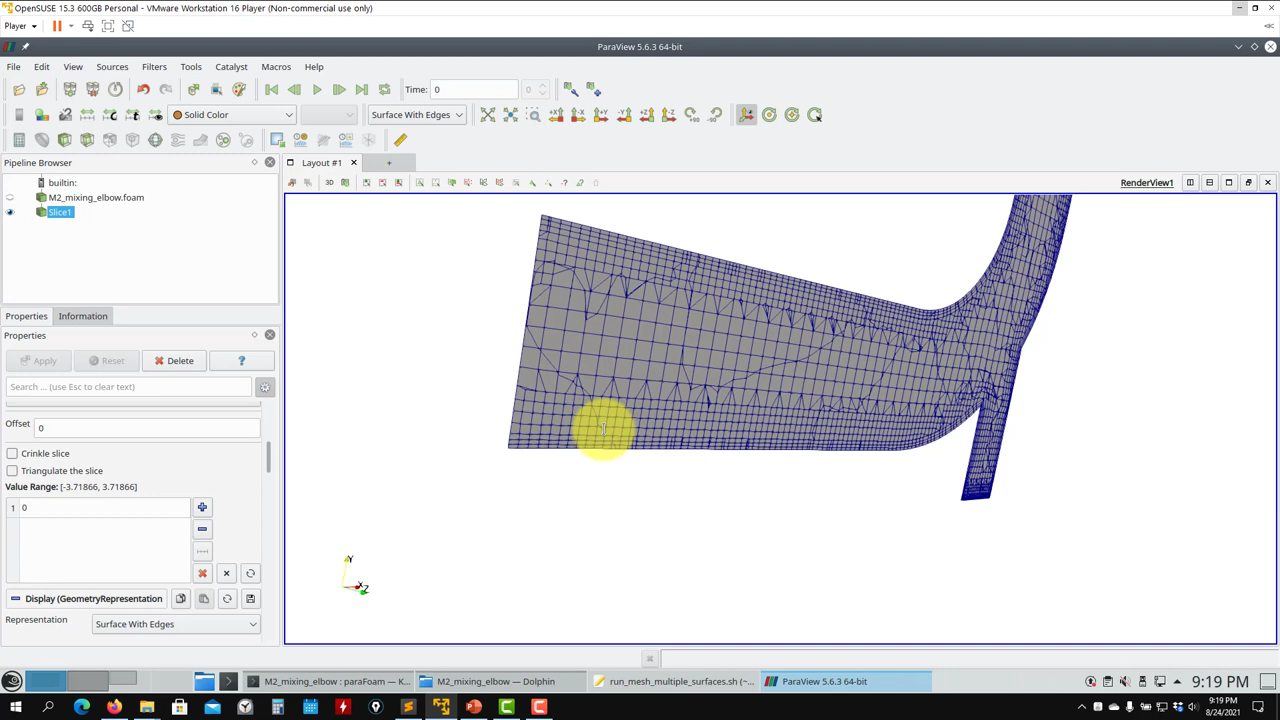 OpenSUSE 15.3 600GB Personal - VMware Workstation 16 Player (Non-commercial use only)
Player
ParaView 5.6.3 64-bit
File Edit View Sources Filters Tools Catalyst Macros Help
Time: 0 0
Solid Color Surface With Edges +X -X +Y -Y +Z -Z +90 -90
Pipeline Browser Layout #1 +
builtin: 3D RenderView1
M2_mixing_elbow.foam
Slice1
Properties Information
Properties
Apply Reset Delete ?
Search ... (use Esc to clear text)
Offset 0
Crinkle slice
Triangulate the slice
Value Range: [-3.71866, 3.71866]
1 0
Y
X
Z
Display (GeometryRepresentation
Representation Surface With Edges
M2_mixing_elbow : paraFoam — K... M2_mixing_elbow — Dolphin run_mesh_multiple_surfaces.sh (~... ParaView 5.6.3 64-bit 9:19 PM
9:19 PM
8/24/2021